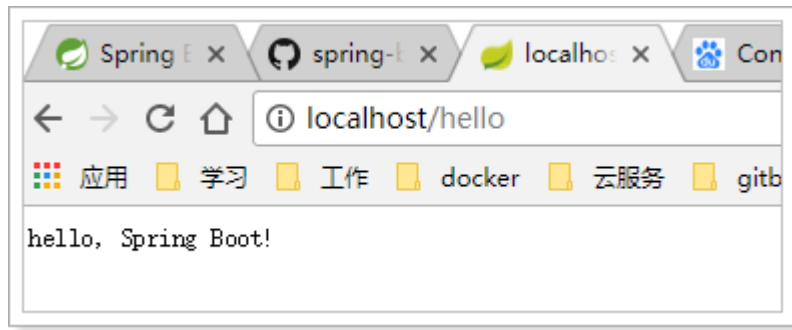 Spring spring- localhos Con
localhost/hello
应用 学习 工作 docker 云服务 gitb
hello, Spring Boot!